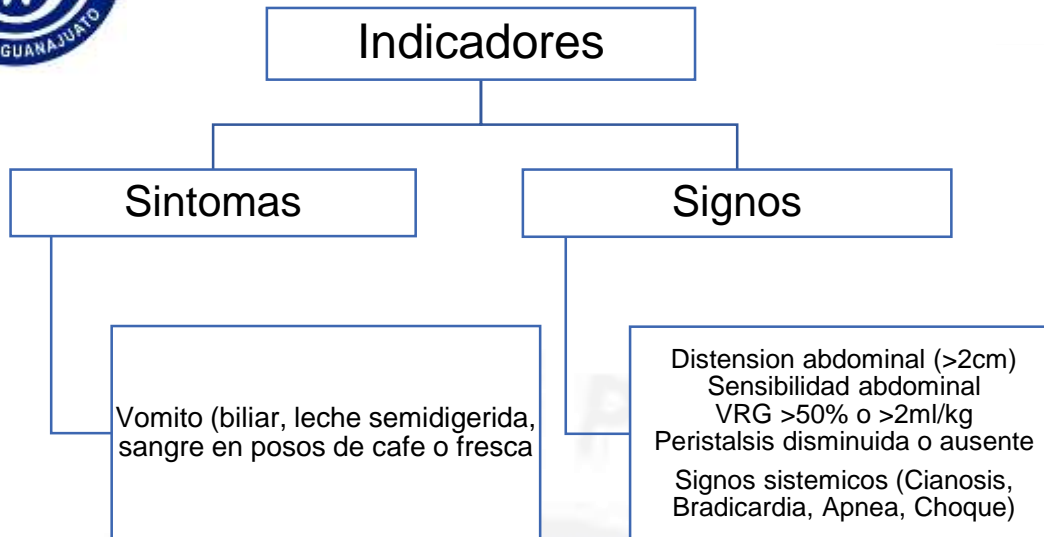 GUANAJUATO
Indicadores
Sintomas
Signos
Vomito (biliar, leche semidigerida,
sangre en posos de cafe o fresca
Distension abdominal (>2cm)
Sensibilidad abdominal
VRG >50% o >2ml/kg
Peristalsis disminuida o ausente
Signos sistemicos (Cianosis,
Bradicardia, Apnea, Choque)